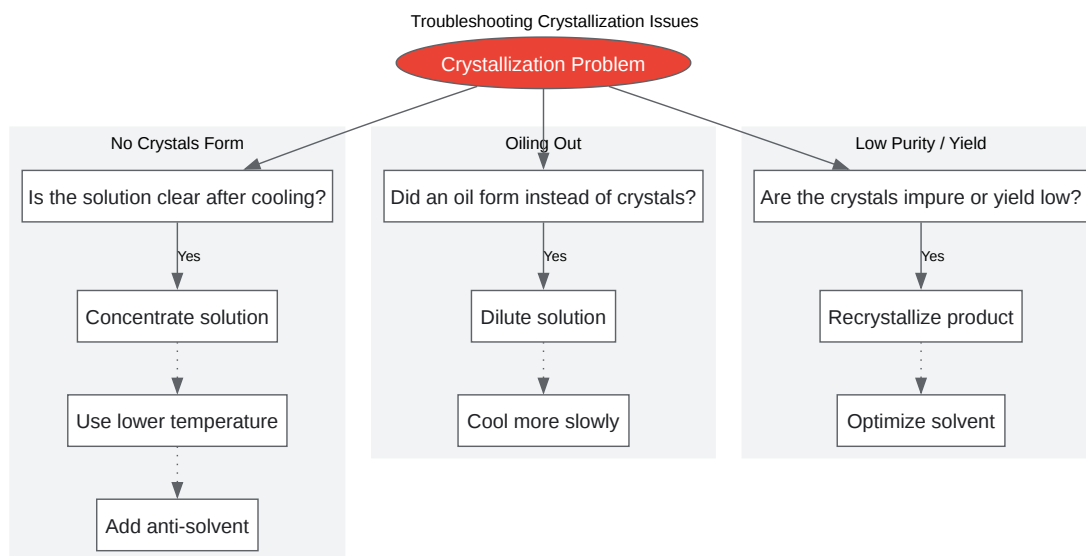 Troubleshooting Crystallization Issues
Crystallization Problem
No Crystals Form
Is the solution clear after cooling?
Yes
Concentrate solution
Use lower temperature
Add anti-solvent
Oiling Out
Did an oil form instead of crystals?
Yes
Dilute solution
Cool more slowly
Low Purity / Yield
Are the crystals impure or yield low?
Yes
Recrystallize product
Optimize solvent